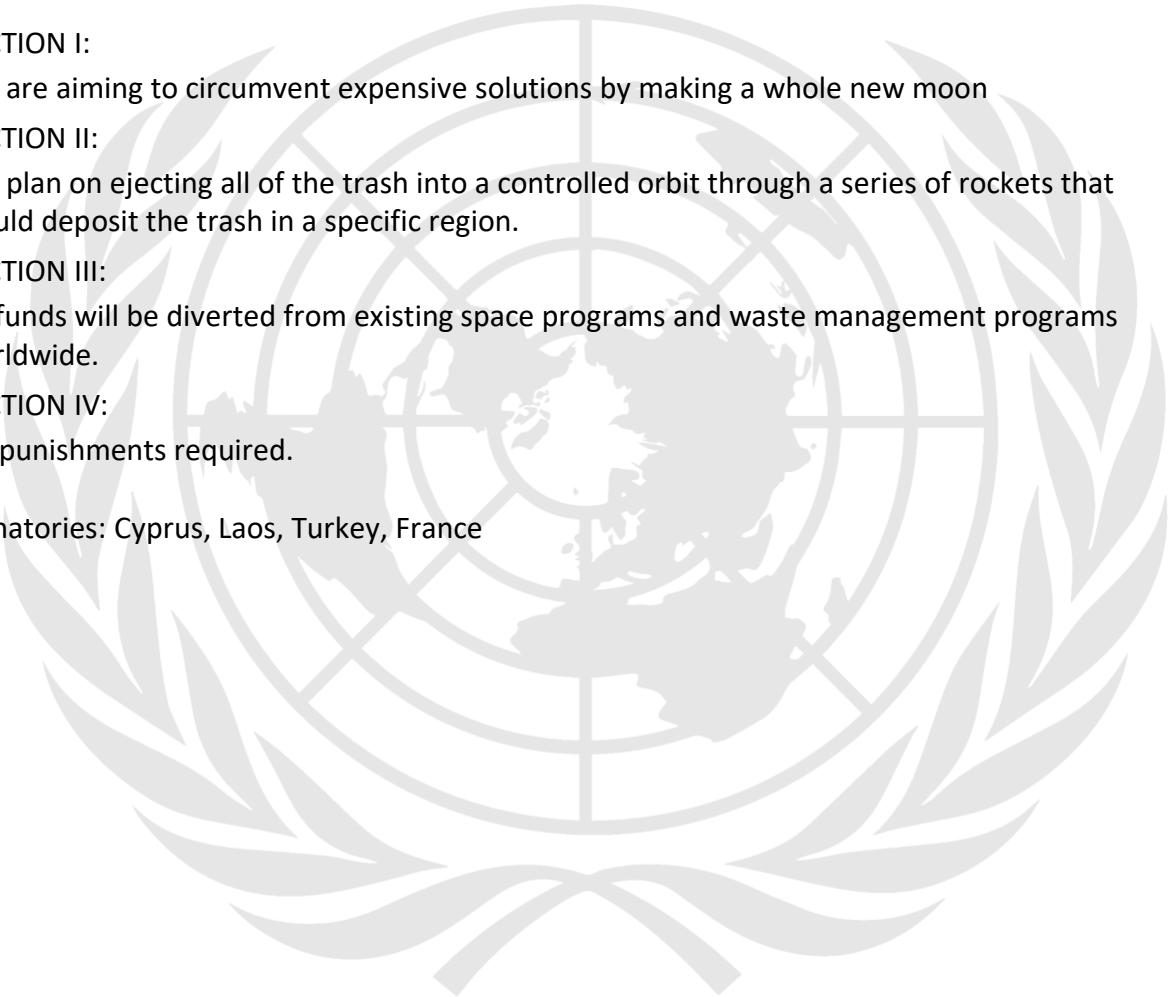 TION I:
are aiming to circumvent expensive solutions by making a whole new moon
TION II:
plan on ejecting all of the trash into a controlled orbit through a series of rockets that
uld deposit the trash in a specific region.
TION III:
funds will be diverted from existing space programs and waste management programs
rldwide.
TION IV:
punishments required.
natories: Cyprus, Laos, Turkey, France